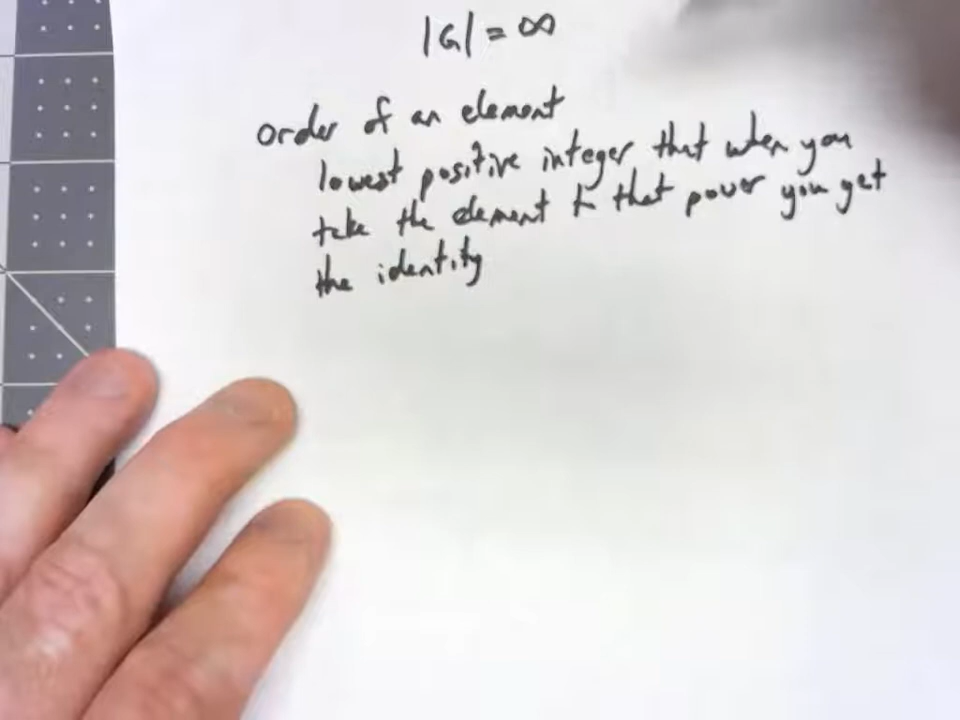 |G| = ∞
order of an element
lowest positive integer that when you
take the element to that power you get
the identity